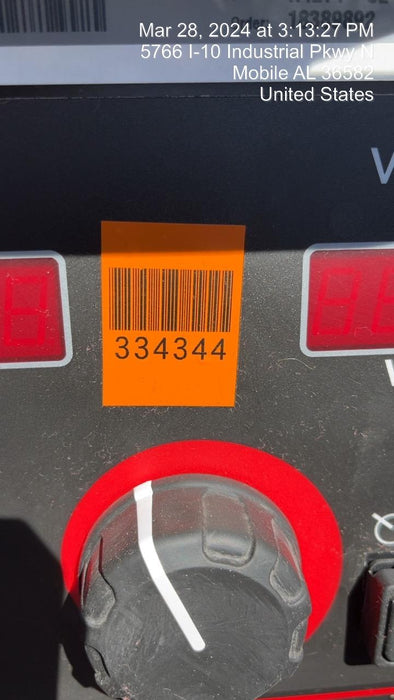 Mar 28, 2024 at 3:13:27 PM
5766 I-10 Industrial Pkwy N
Mobile AL 36582
United States
334344